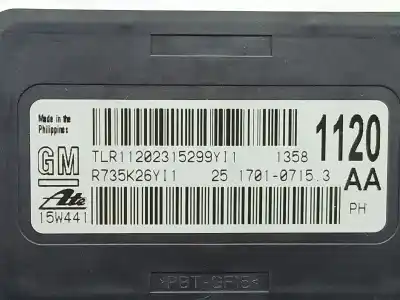 Made in the
Philippines
GM
TLR11202315299YI1 1358
1120
R735K26YI1 25.1701-0715.3
AA
Ate
15W441
PH
>PBT-GF15<